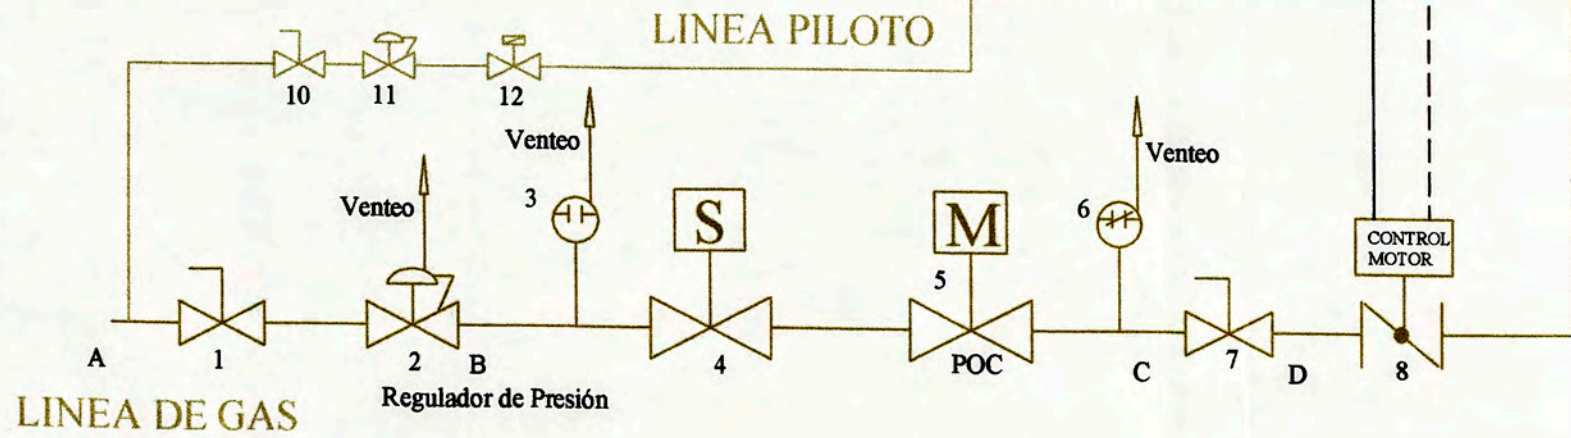 LINEA PILOTO
10 11 12
Venteo
Venteo
Venteo
3
S
M
6
5
CONTROL
MOTOR
A
1
2
B
4
POC
C
7
D
8
Regulador de Presión
LINEA DE GAS